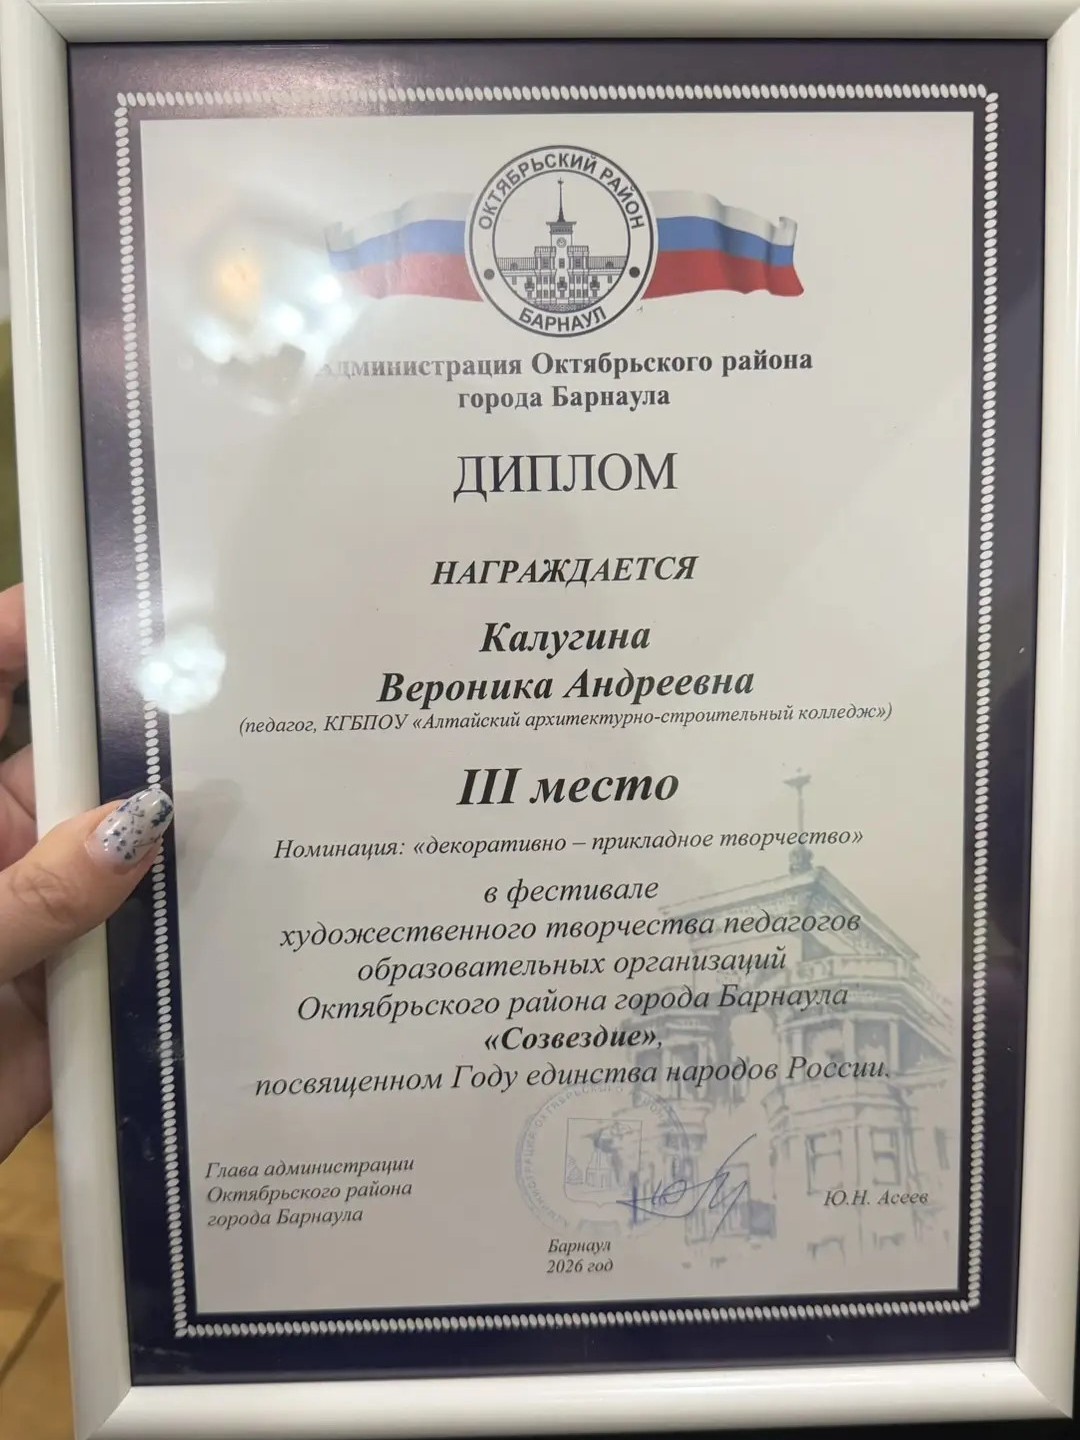 ОКТЯБРЬСКИЙ РАЙОН
БАРНАУЛ
Администрация Октябрьского района
города Барнаула
ДИПЛОМ
НАГРАЖДАЕТСЯ
Калугина
Вероника Андреевна
(педагог, КГБПОУ «Алтайский архитектурно-строительный колледж»)
III место
Номинация: «декоративно – прикладное творчество»
в фестивале
художественного творчества педагогов
образовательных организаций
Октябрьского района города Барнаула
«Созвездие»,
посвященном Году единства народов России.
Глава администрации
Октябрьского района
города Барнаула
Ю.Н. Асеев
Барнаул
2026 год